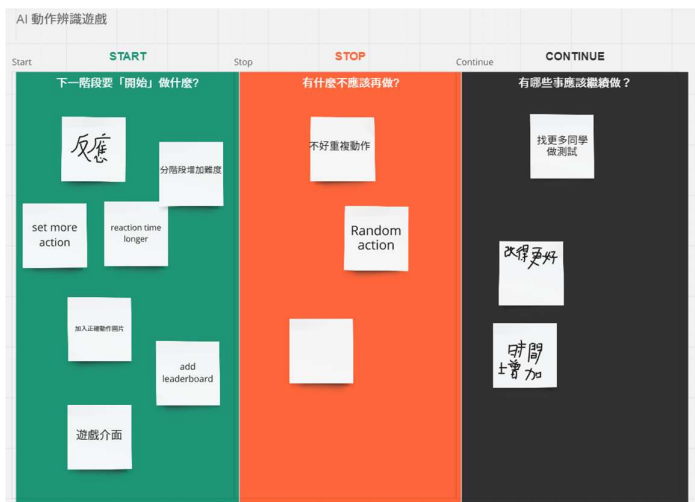 AI 動作辨識遊戲
Start
START
Stop
STOP
Continue
CONTINUE
下一階段要「開始」做什麼?
有什麼不應該再做?
有哪些事應該繼續做？
反應
分階段增加難度
set more
action
reaction time
longer
加入正確動作圖片
add
leaderboard
遊戲介面
不好重複動作
Random
action
找更多同學
做測試
改得更好
時間
增加